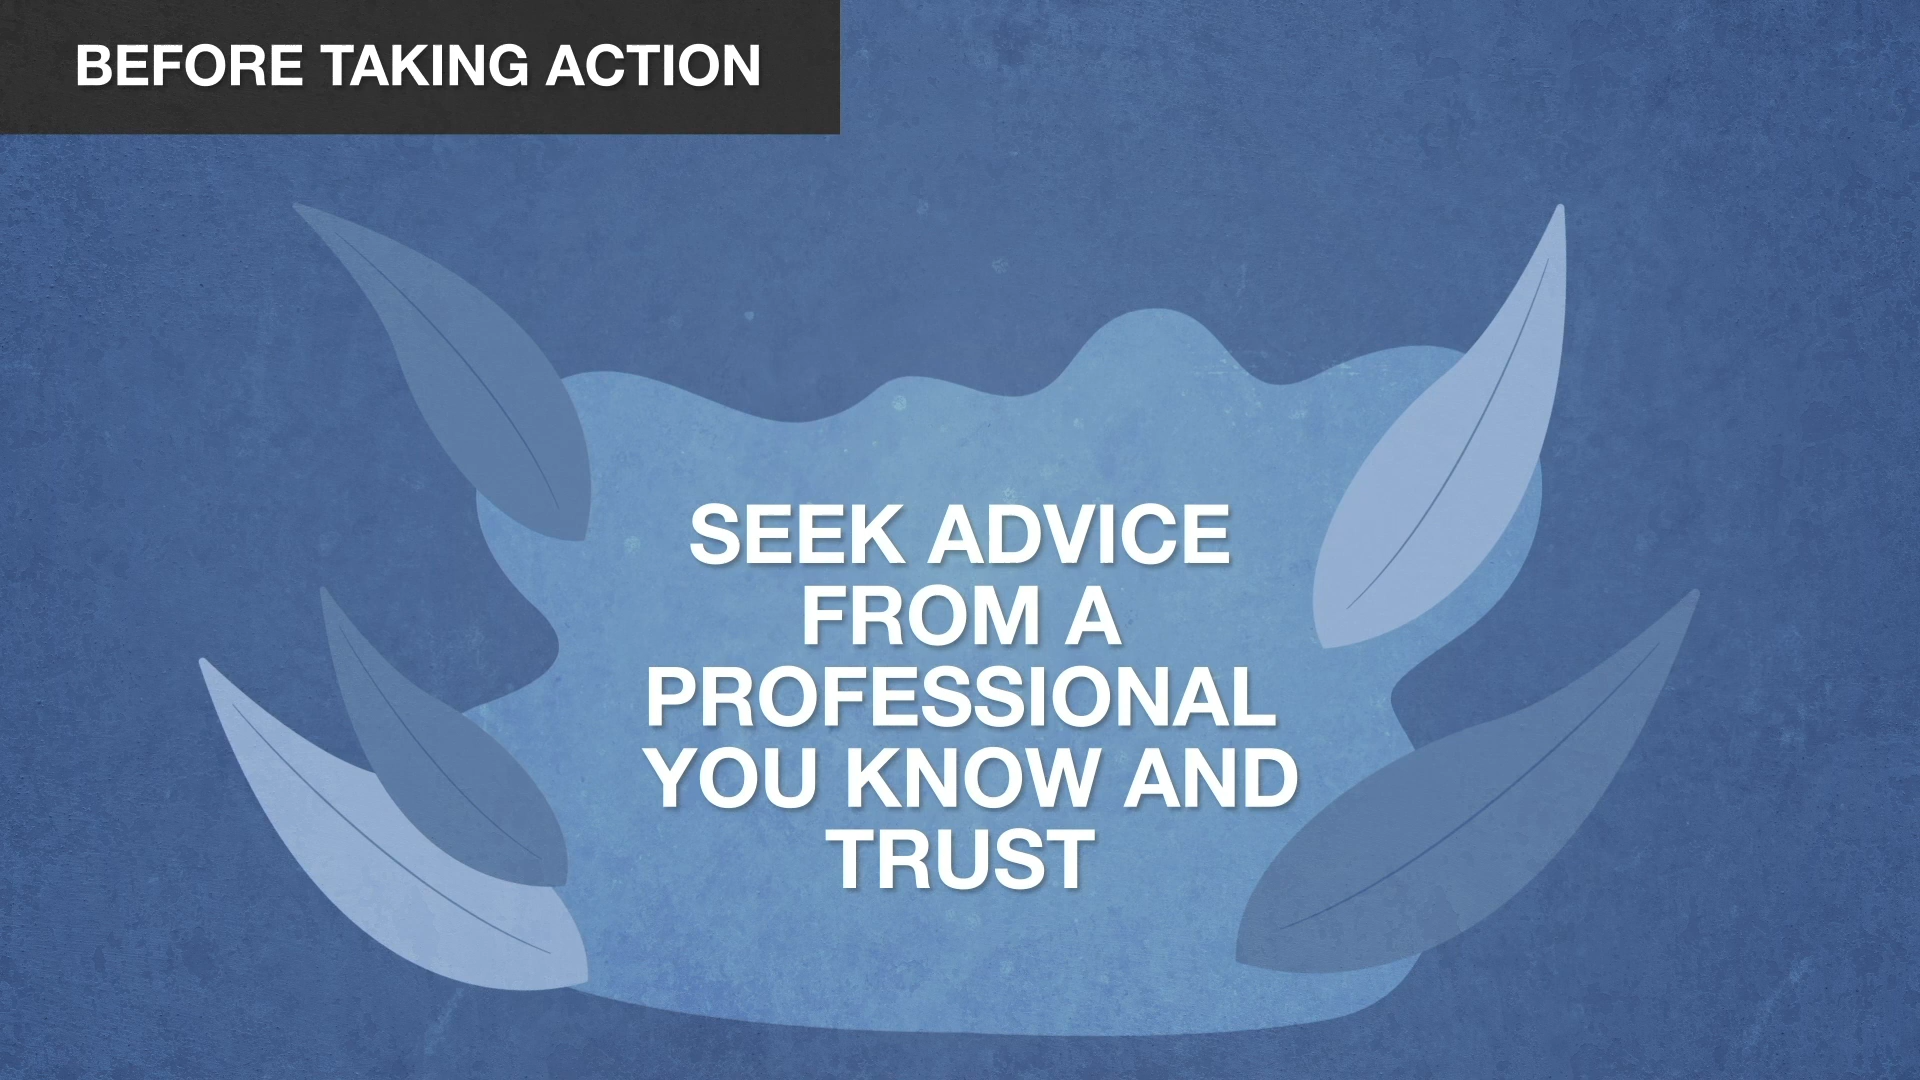 BEFORE TAKING ACTION
SEEK ADVICE
FROM A
PROFESSIONAL
YOU KNOW AND
TRUST